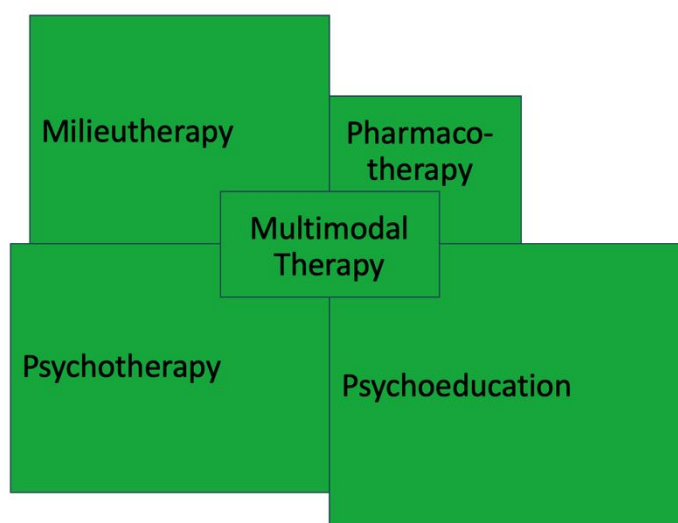 Milieutherapy
Pharmaco-
therapy
Multimodal
Therapy
Psychotherapy
Psychoeducation